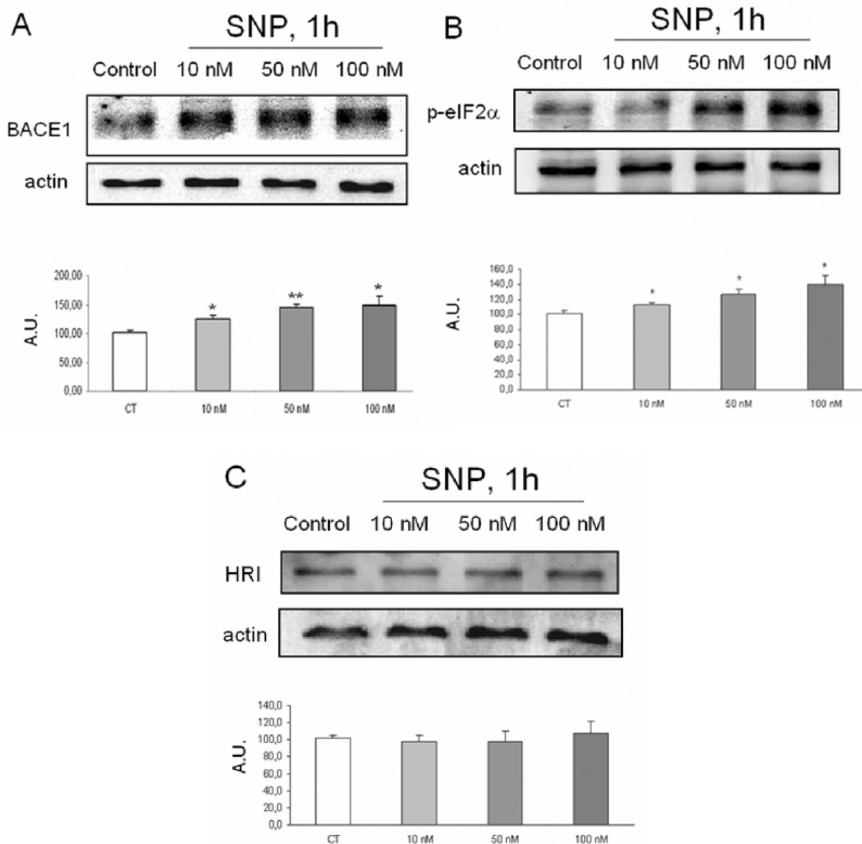 A
SNP, 1h
Control 10 nM 50 nM 100 nM
BACE1
actin
200,00
150,00
100,00
50,00
0,00
A.U.
* ** *
CT 10 nM 50 nM 100 nM
B
SNP, 1h
Control 10 nM 50 nM 100 nM
p-eIF2α
actin
160,0
140,0
120,0
100,0
80,0
60,0
40,0
20,0
0,0
A.U.
* * *
CT 10 nM 50 nM 100 nM
C
SNP, 1h
Control 10 nM 50 nM 100 nM
HRI
actin
140,0
120,0
100,0
80,0
60,0
40,0
20,0
0,0
A.U.
CT 10 nM 50 nM 100 nM